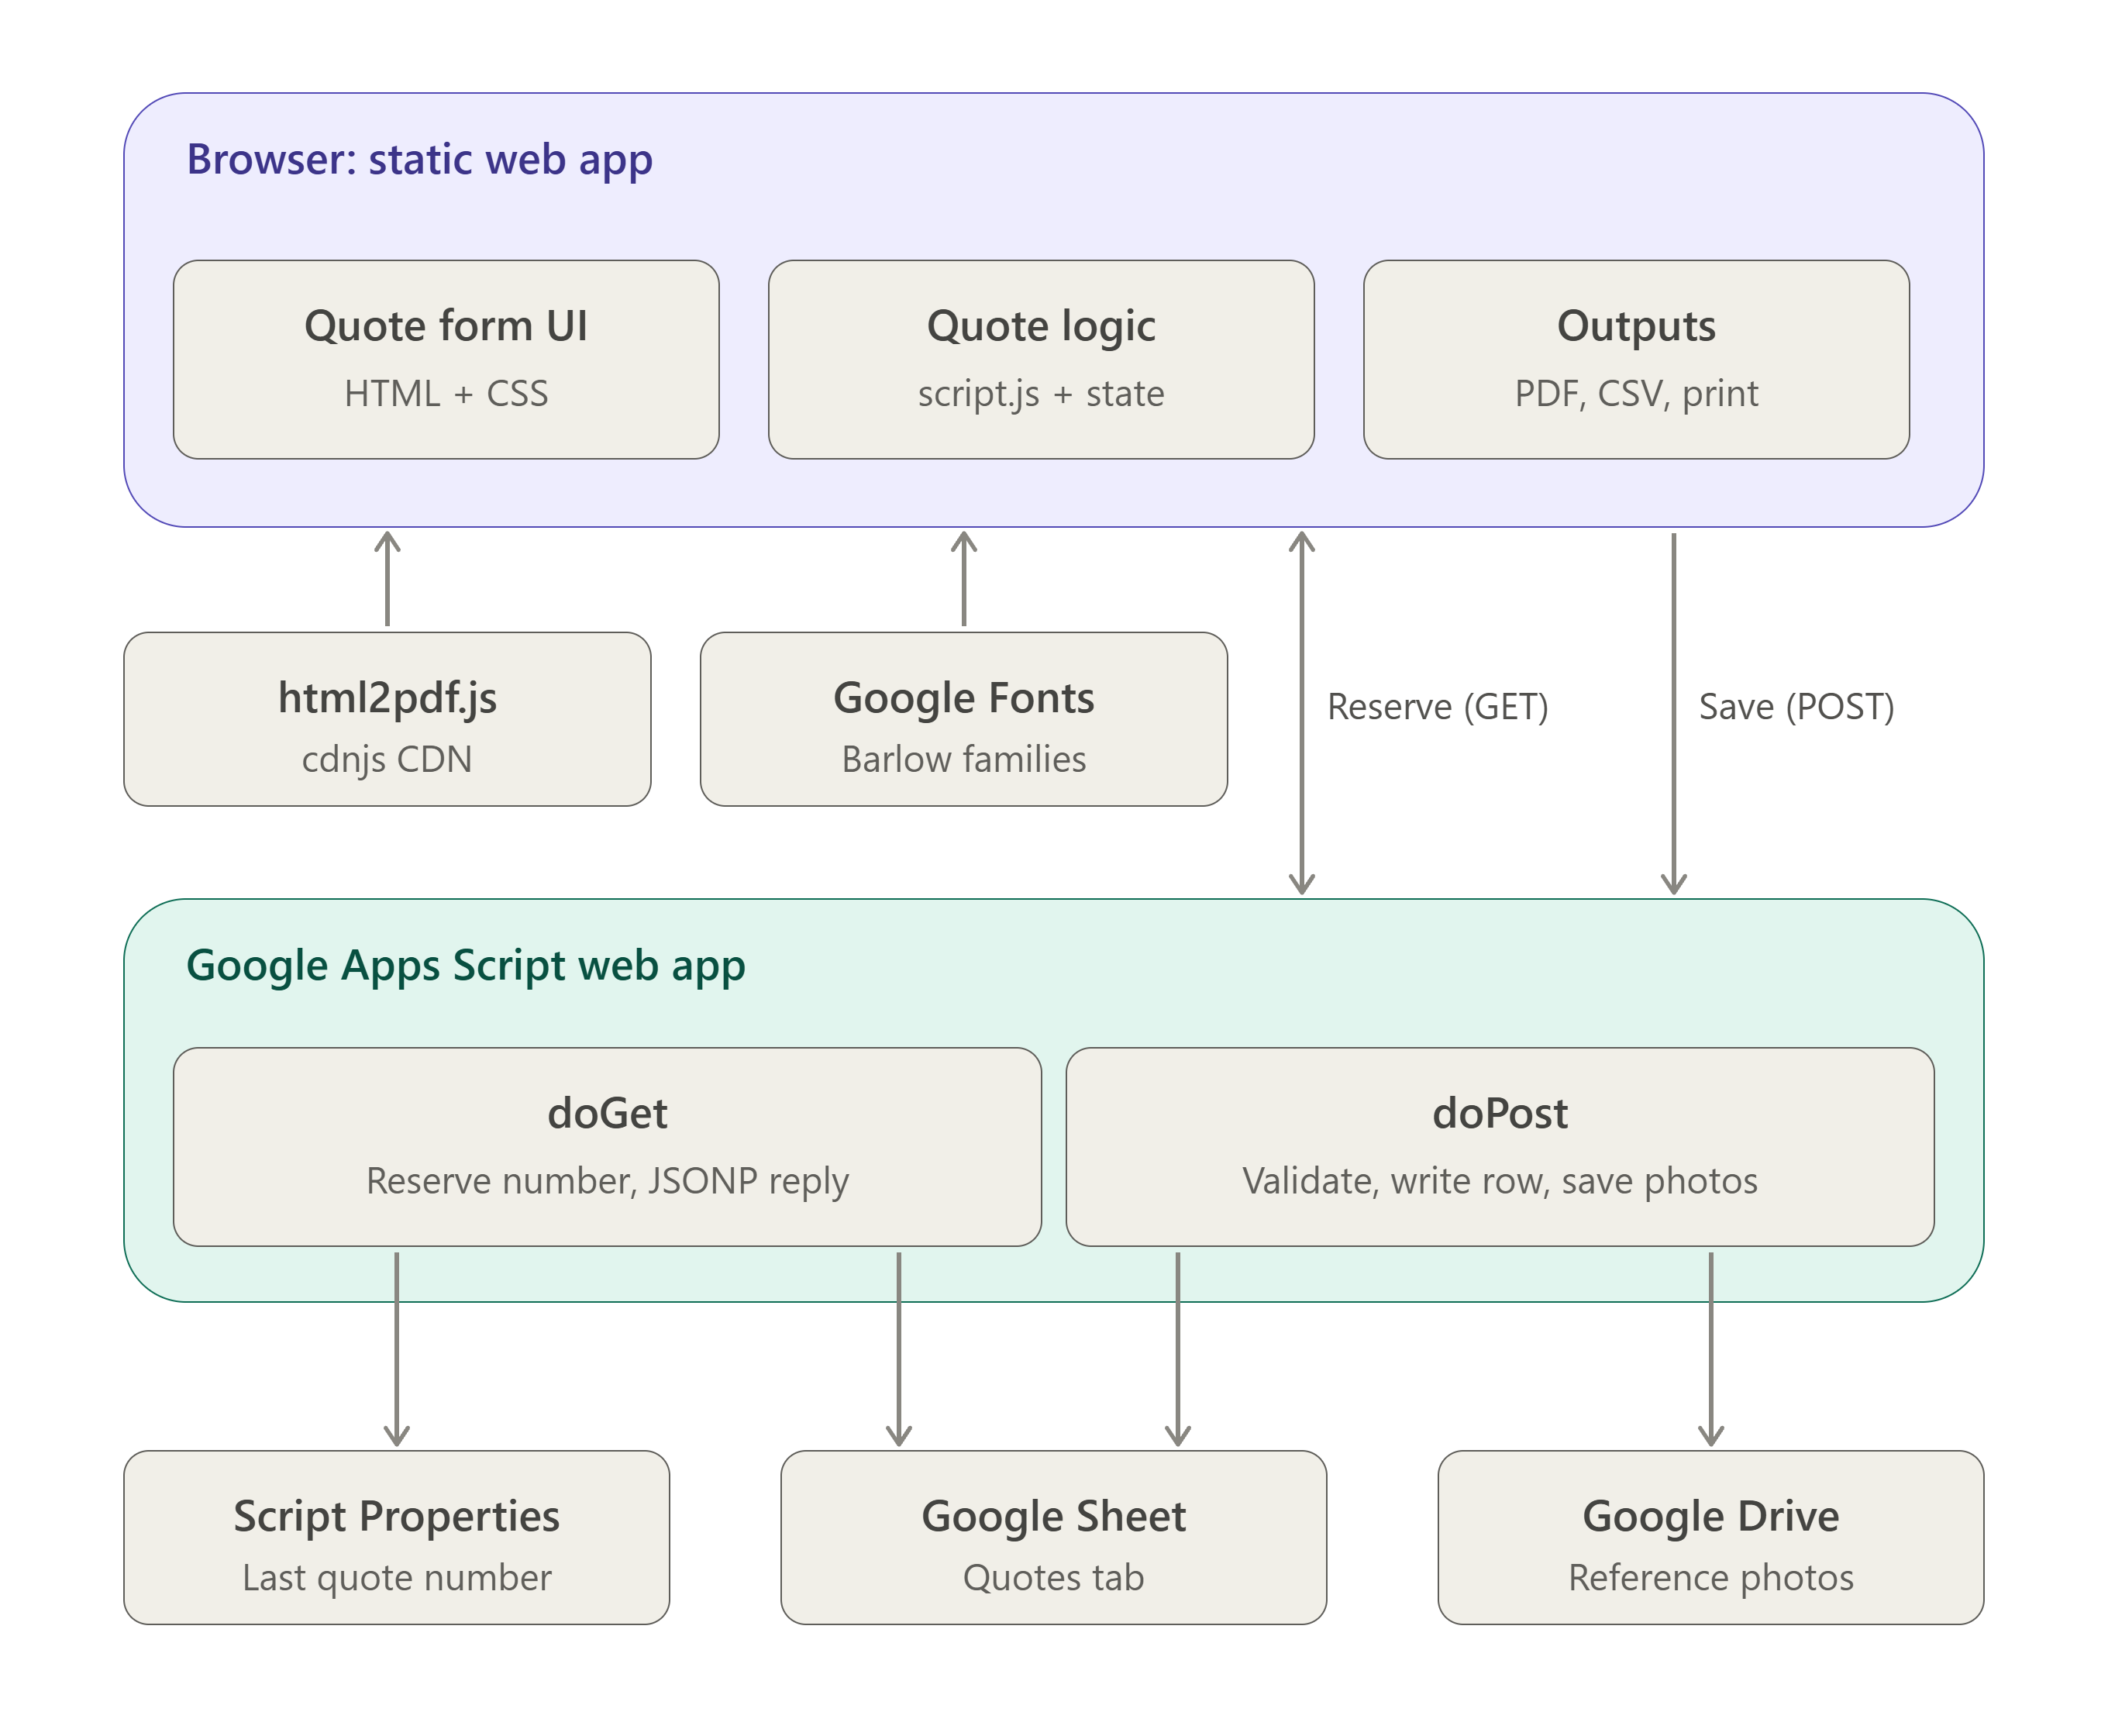 Browser: static web app
Quote form UI
HTML + CSS
Quote logic
script.js + state
Outputs
PDF, CSV, print
html2pdf.js
cdnjs CDN
Google Fonts
Barlow families
Reserve (GET)
Save (POST)
Google Apps Script web app
doGet
Reserve number, JSONP reply
doPost
Validate, write row, save photos
Script Properties
Last quote number
Google Sheet
Quotes tab
Google Drive
Reference photos